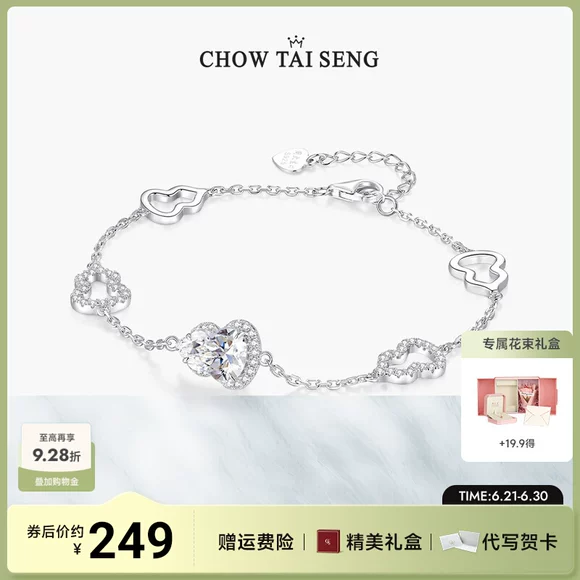 CHOW TAI SENG
专属花束礼盒
+19.9得
至高再享
9.28折
叠加购物金
TIME:6.21-6.30
券后价约
¥249
赠运费险
精美礼盒
代写贺卡